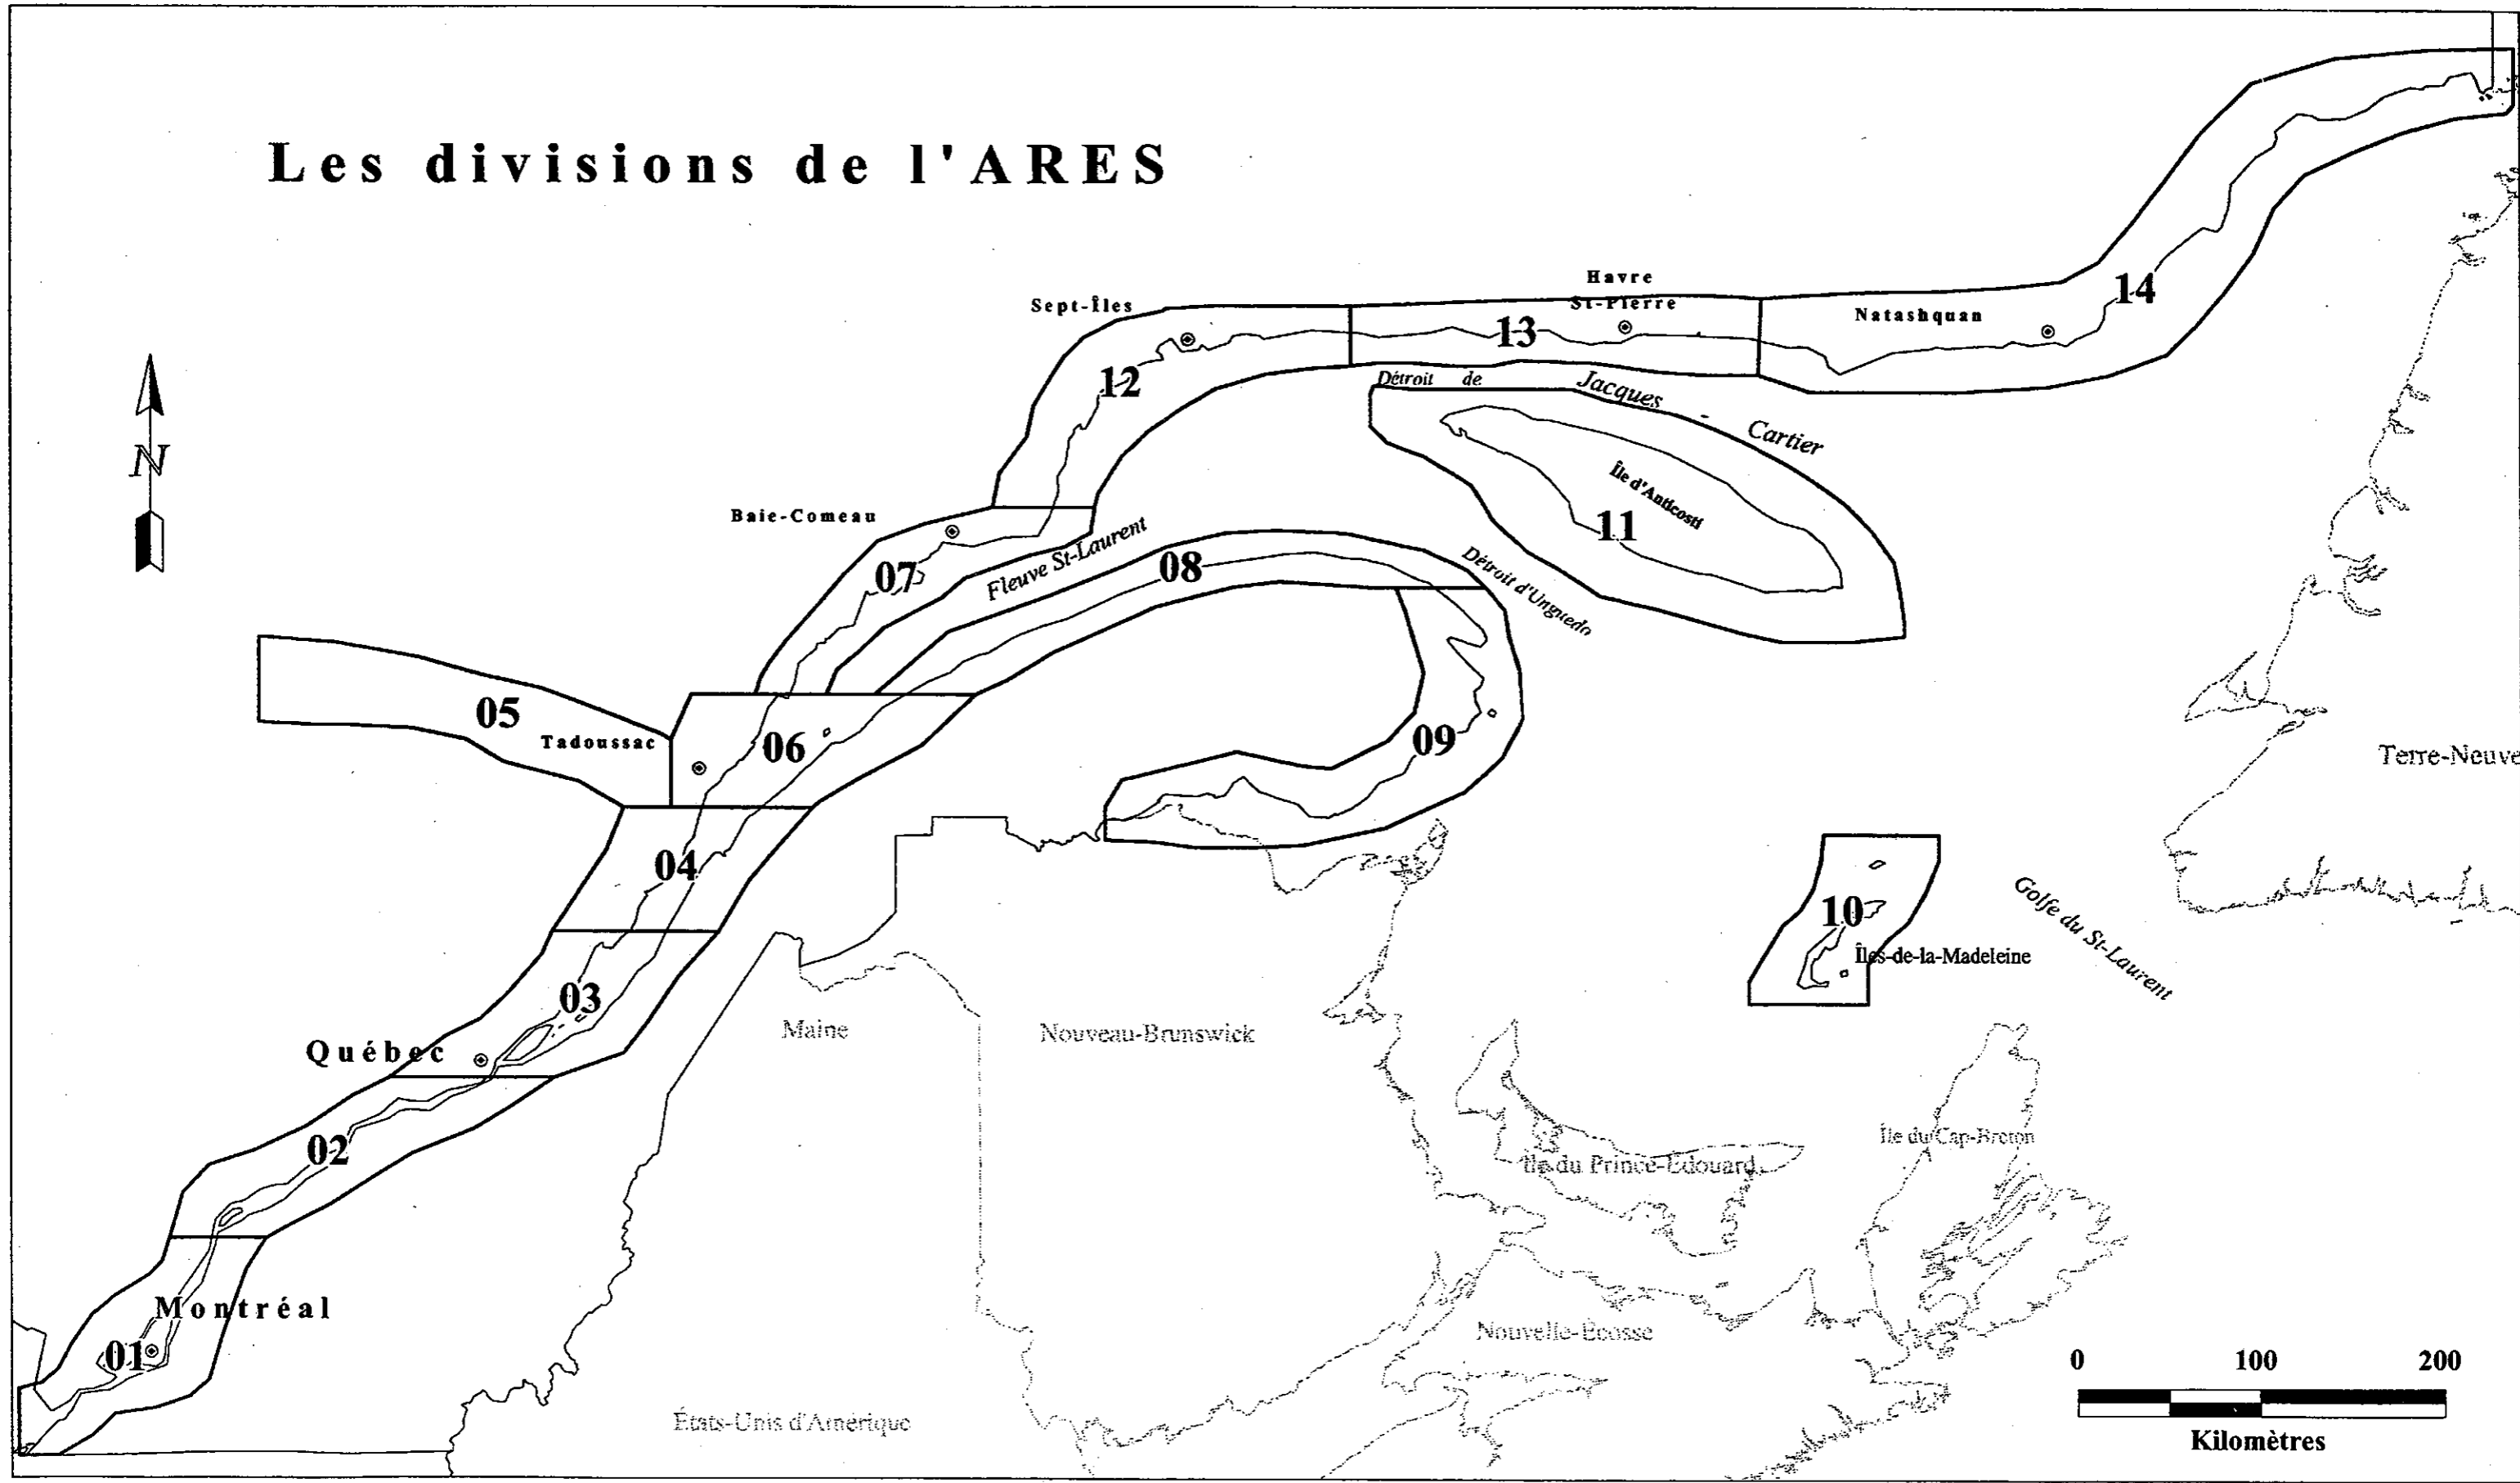 Les divisions de l'ARES
Havre
St-Pierre
Sept-Îles
13
Natashquan
14
12
Détroit de Jacques - Cartier
N
Île d'Anticosti
11
Baie-Comeau
Fleuve St-Laurent
07
08
Détroit d'Unguedo
05
Tadoussac
06
09
Terre-Neuve
04
10
Golfe du St-Laurent
Îles-de-la-Madeleine
03
Maine
Nouveau-Brunswick
Québec
02
Île du Cap-Breton
Île du Prince-Édouard
Montréal
01
Nouvelle-Écosse
États-Unis d'Amérique
0 100 200
Kilomètres